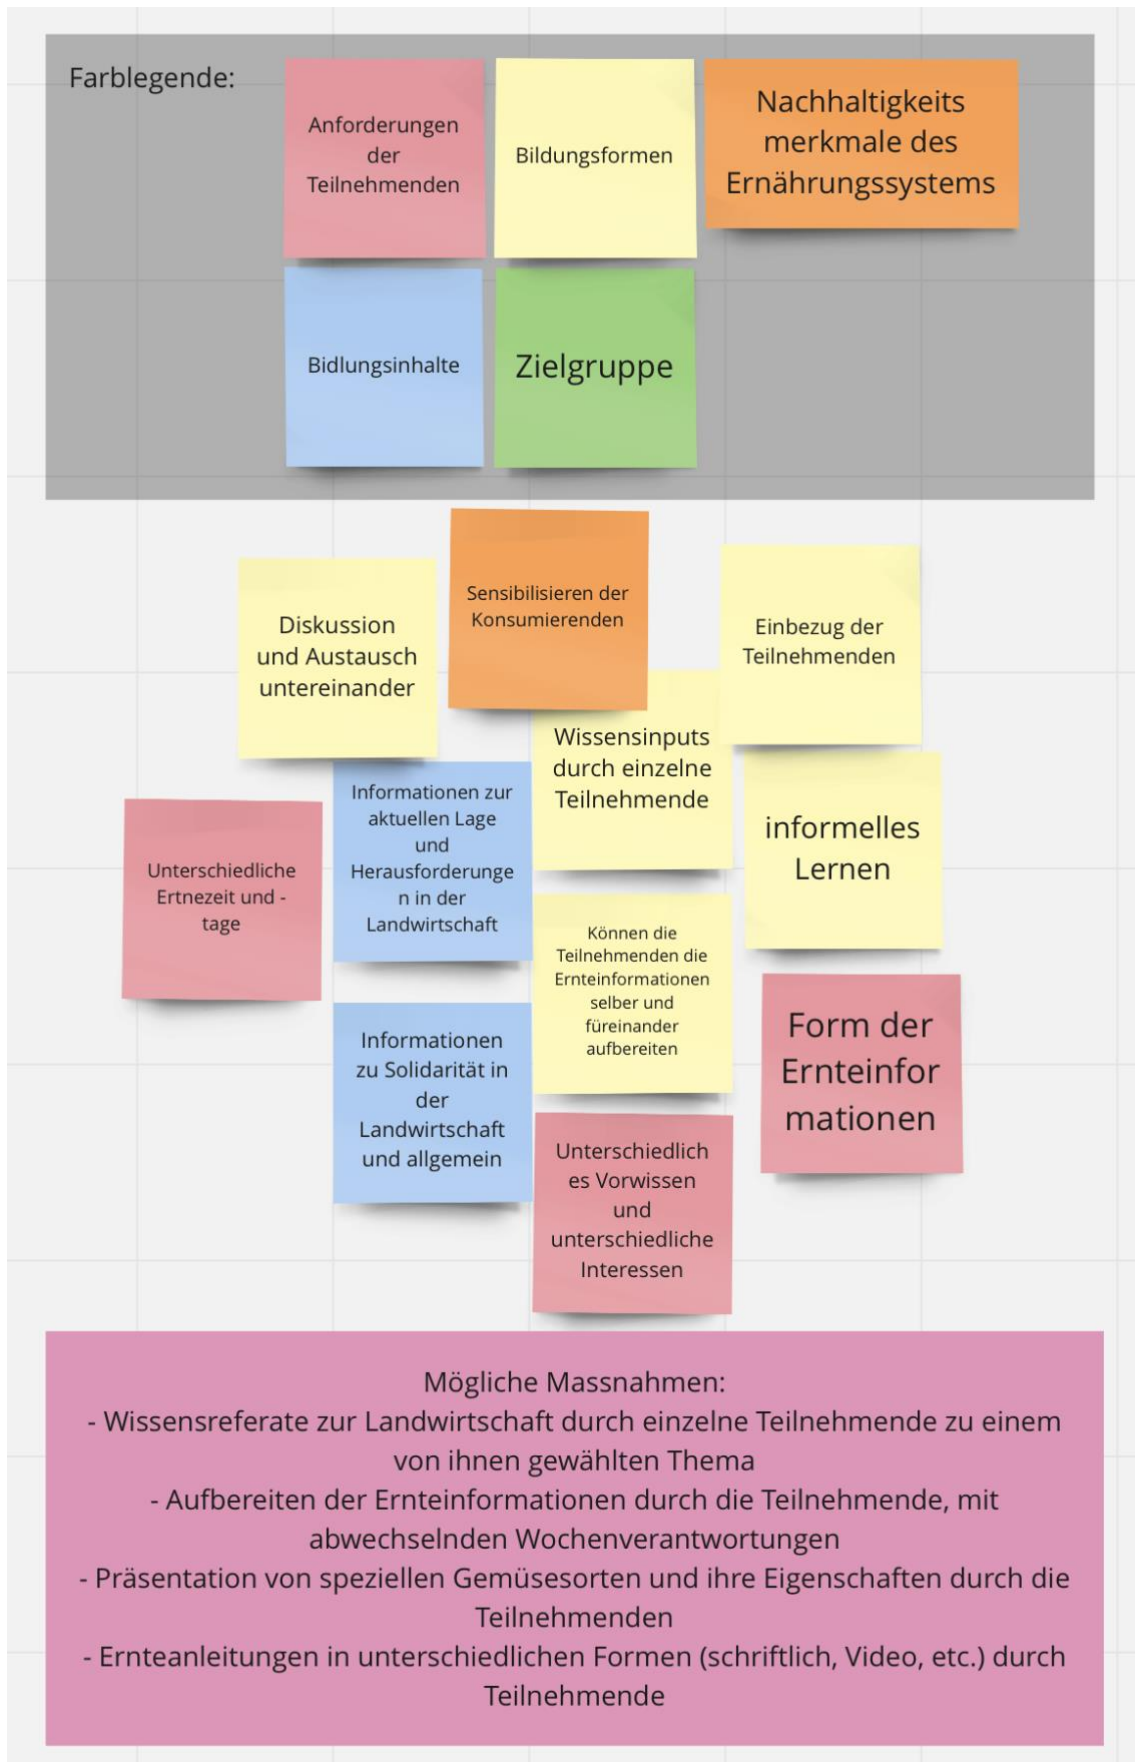 Farblegende:
Anforderungen
der
Teilnehmenden
Bildungsformen
Nachhaltigkeits
merkmale des
Ernährungssystems
Bidlungsinhalte
Zielgruppe
Sensibilisieren der
Konsumierenden
Diskussion
und Austausch
untereinander
Einbezug der
Teilnehmenden
Wissensinputs
durch einzelne
Teilnehmende
Informationen zur
aktuellen Lage
und
Herausforderunge
n in der
Landwirtschaft
informelles
Lernen
Unterschiedliche
Ertnezeit und -
tage
Können die
Teilnehmenden die
Ernteinformationen
selber und
füreinander
aufbereiten
Form der
Ernteinfor
mationen
Informationen
zu Solidarität in
der
Landwirtschaft
und allgemein
Unterschiedlich
es Vorwissen
und
unterschiedliche
Interessen
Mögliche Massnahmen:
- Wissensreferate zur Landwirtschaft durch einzelne Teilnehmende zu einem
von ihnen gewählten Thema
- Aufbereiten der Ernteinformationen durch die Teilnehmende, mit
abwechselnden Wochenverantwortungen
- Präsentation von speziellen Gemüsesorten und ihre Eigenschaften durch die
Teilnehmenden
- Ernteanleitungen in unterschiedlichen Formen (schriftlich, Video, etc.) durch
Teilnehmende